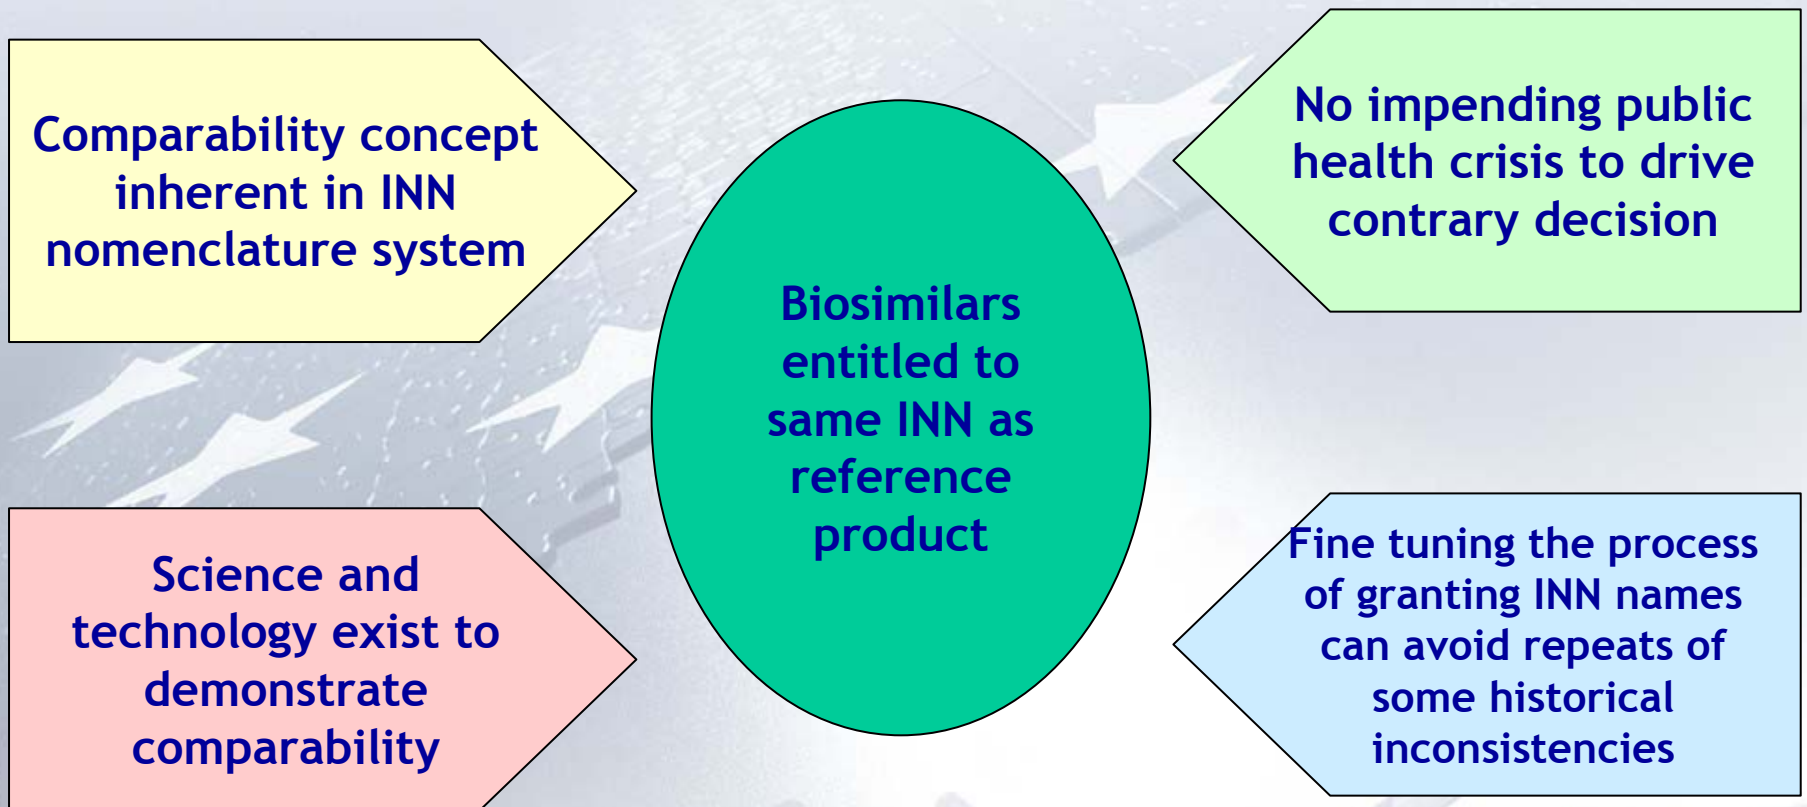 Comparability concept
inherent in INN
nomenclature system
No impending public
health crisis to drive
contrary decision
Biosimilars
entitled to
same INN as
reference
product
Science and
technology exist to
demonstrate
comparability
Fine tuning the process
of granting INN names
can avoid repeats of
some historical
inconsistencies